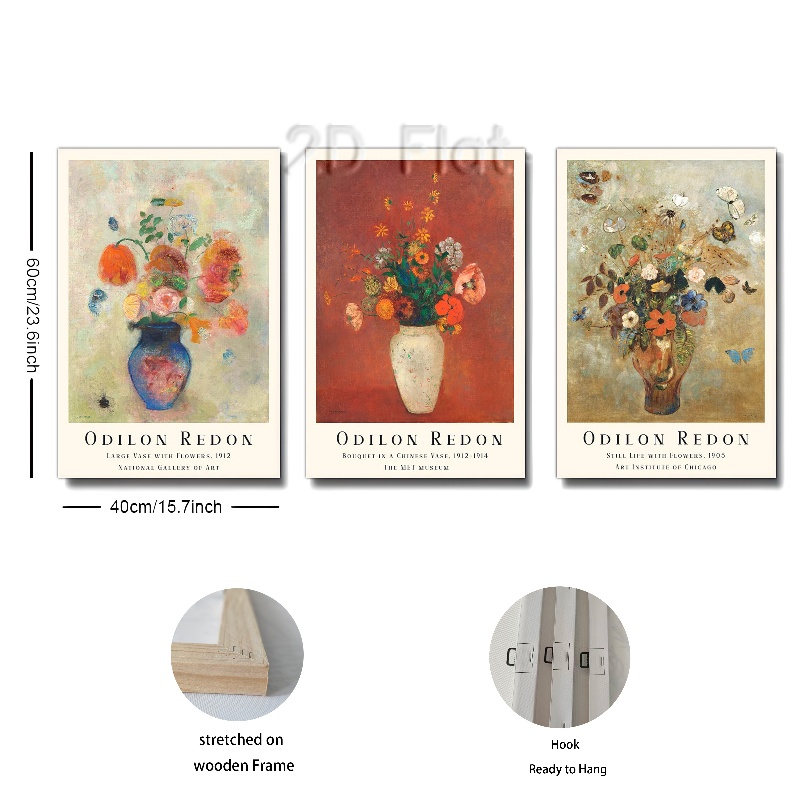 2D Flat
60cm/23.6inch
ODILON REDON
LARGE VASE WITH FLOWERS, 1912
NATIONAL GALLERY OF ART
ODILON REDON
BOUQUET IN A CHINESE VASE, 1912-1914
THE MET MUSEUM
ODILON REDON
STILL LIFE WITH FLOWERS, 1905
ART INSTITUTE OF CHICAGO
40cm/15.7inch
stretched on
wooden Frame
Hook
Ready to Hang